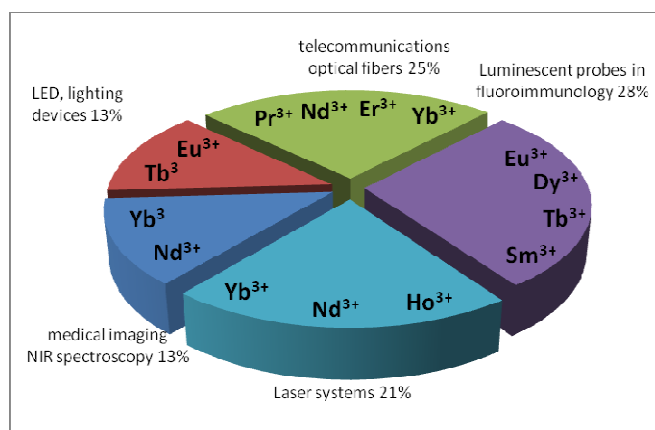 telecommunications
optical fibers 25%
Luminescent probes in
fluoroimmunology 28%
LED, lighting
devices 13%
Pr³⁺ Nd³⁺ Er³⁺ Yb³⁺
Eu³⁺
Tb³
Eu³⁺
Dy³⁺
Tb³⁺
Sm³⁺
Yb³
Nd³⁺
Yb³⁺ Nd³⁺ Ho³⁺
medical imaging
NIR spectroscopy 13%
Laser systems 21%